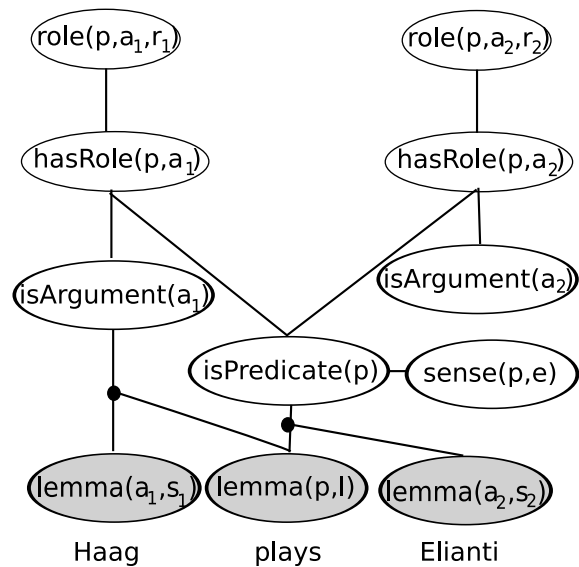 role(p,a₁,r₁) role(p,a₂,r₂)
hasRole(p,a₁) hasRole(p,a₂)
isArgument(a₁) isArgument(a₂)
isPredicate(p) sense(p,e)
lemma(a₁,s₁) lemma(p,l) lemma(a₂,s₂)
Haag plays Elianti